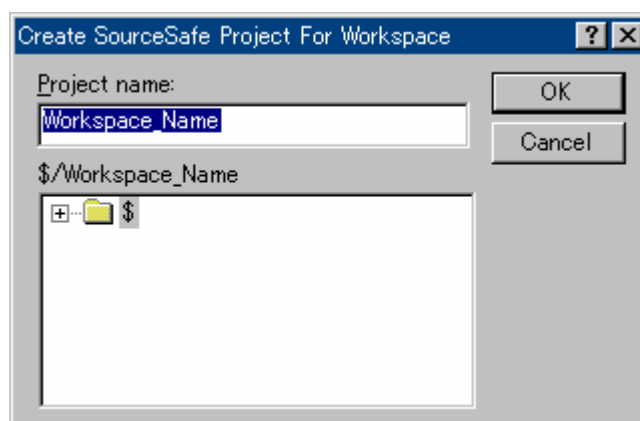 Create SourceSafe Project For Workspace
Project name:
OK
Workspace_Name
Cancel
$/Workspace_Name
$